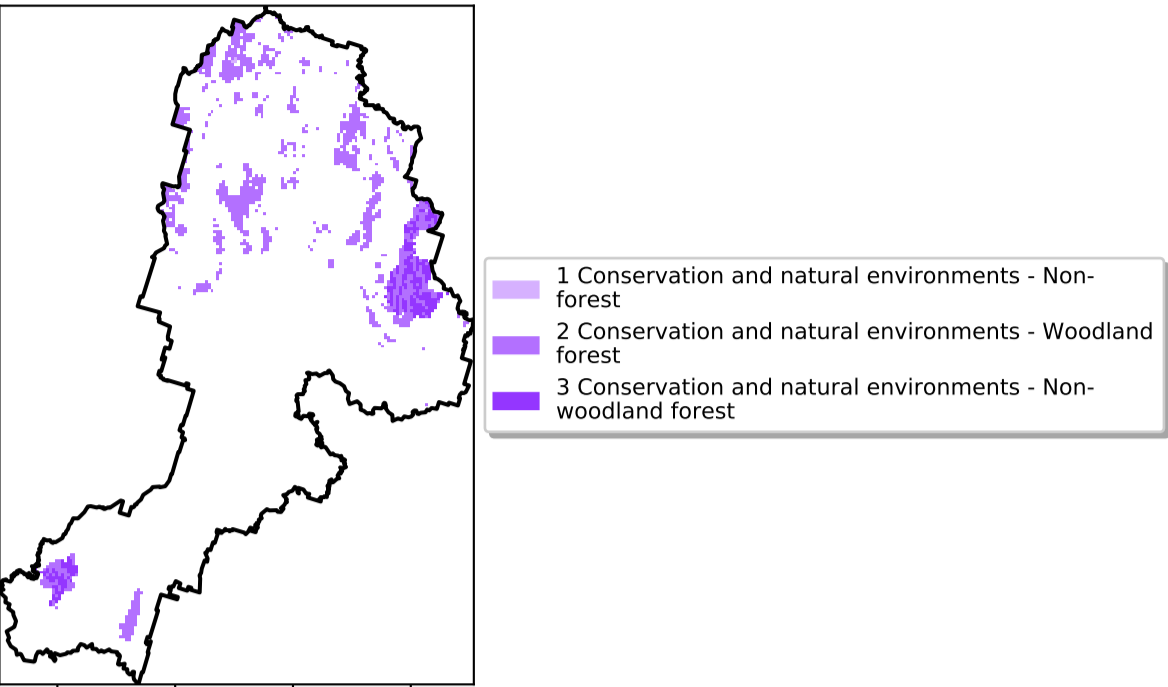 1 Conservation and natural environments - Non-
forest
2 Conservation and natural environments - Woodland
forest
3 Conservation and natural environments - Non-
woodland forest